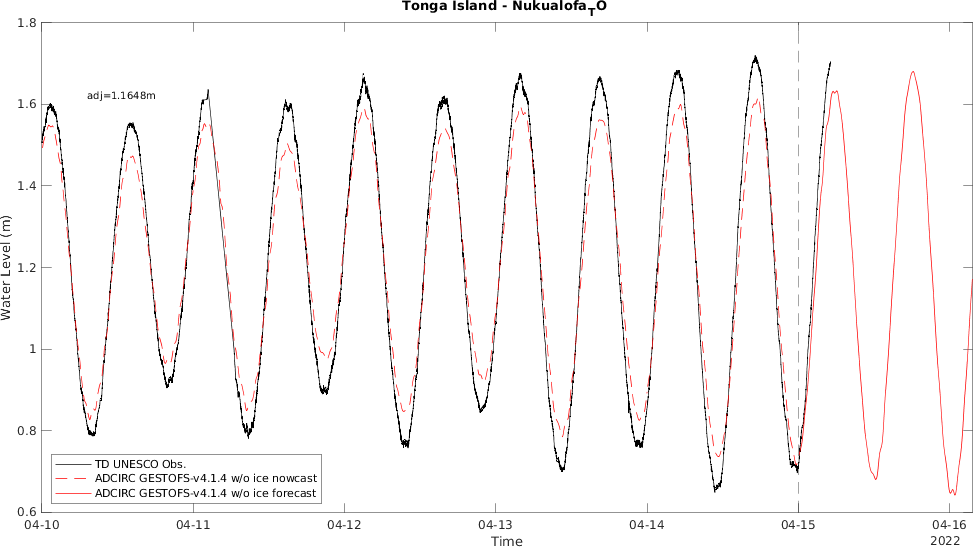 Tonga Island - Nukualofa_TO
1.8
1.6
1.4
1.2
1
0.8
0.6
Water Level (m)
adj=1.1648m
TD UNESCO Obs.
ADCIRC GESTOFS-v4.1.4 w/o ice nowcast
ADCIRC GESTOFS-v4.1.4 w/o ice forecast
04-10 04-11 04-12 04-13 04-14 04-15 04-16
Time 2022